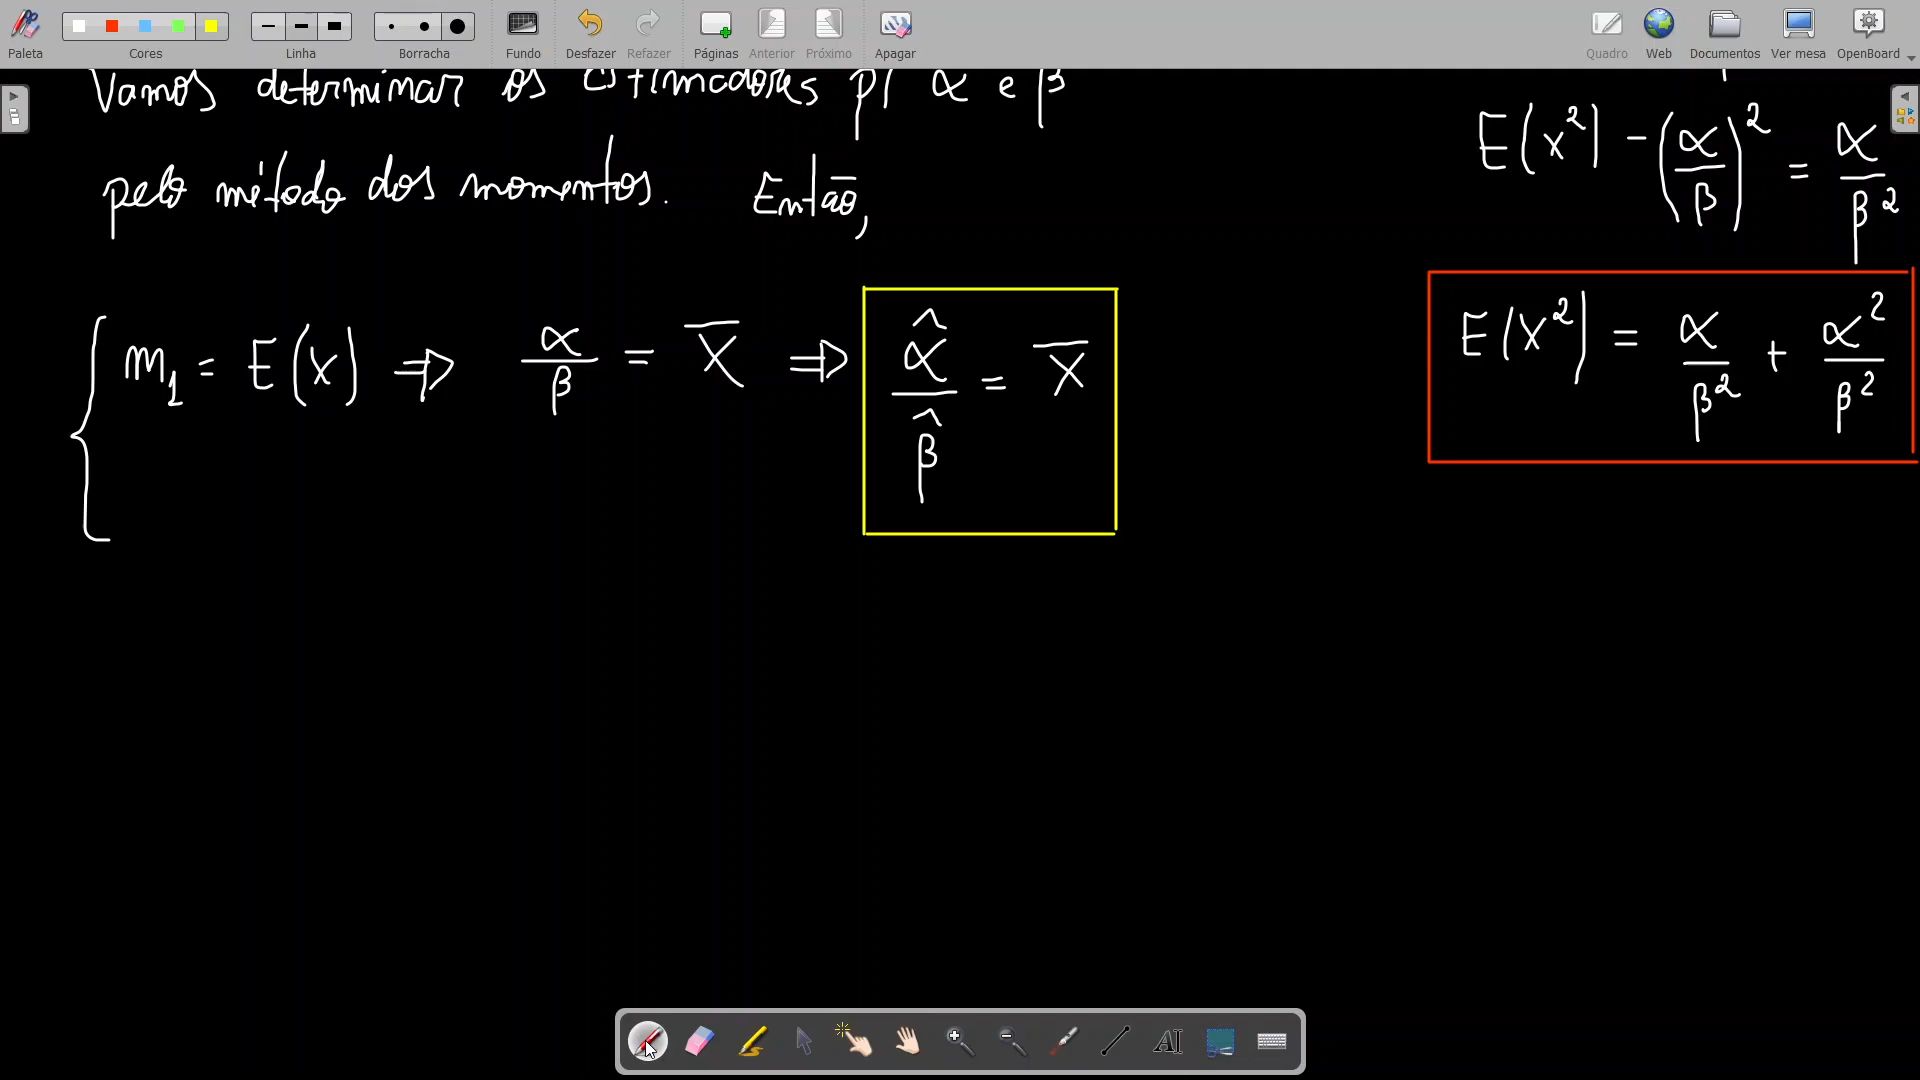 Paleta Cores Linha Borracha Fundo Desfazer Refazer Páginas Anterior Próximo Apagar Quadro Web Documentos Ver mesa OpenBoard
Vamos determinar os estimadores p/ α e β
pelo método dos momentos. Então,
m₁ = E(X) ⇒ α/β = X̄ ⇒ α̂/β̂ = X̄
E(X²) - (α/β)² = α/β²
E(X²) = α/β² + α²/β²
AI